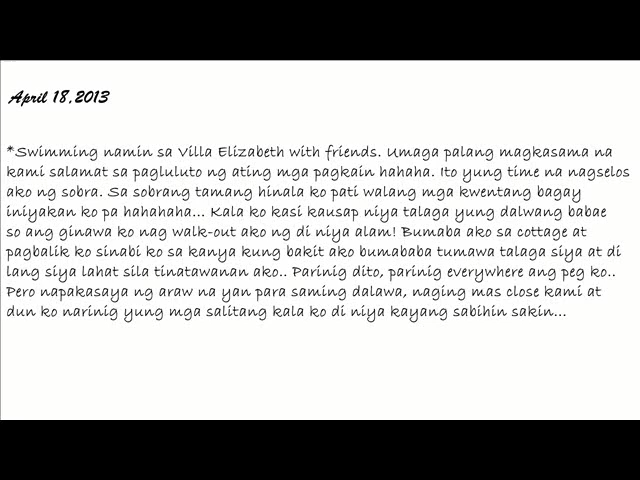 April 18,2013
*Swimming namin sa Villa Elizabeth with friends. Umaga palang magkasama na
kami salamat sa pagluluto ng ating mga pagkain hahaha. Ito yung time na nagselos
ako ng sobra. Sa sobrang tamang hinala ko pati walang mga kwentang bagay
iniyakan ko pa hahahaha... Kala ko kasi kausap niya talaga yung dalwang babae
so ang ginawa ko nag walk-out ako ng di niya alam! Bumaba ako sa cottage at
pagbalik ko sinabi ko sa kanya kung bakit ako bumababa tumawa talaga siya at di
lang siya lahat sila tinatawanan ako.. Parinig dito, parinig everywhere ang peg ko..
Pero napakasaya ng araw na yan para saming dalawa, naging mas close kami at
dun ko narinig yung mga salitang kala ko di niya kayang sabihin sakin...